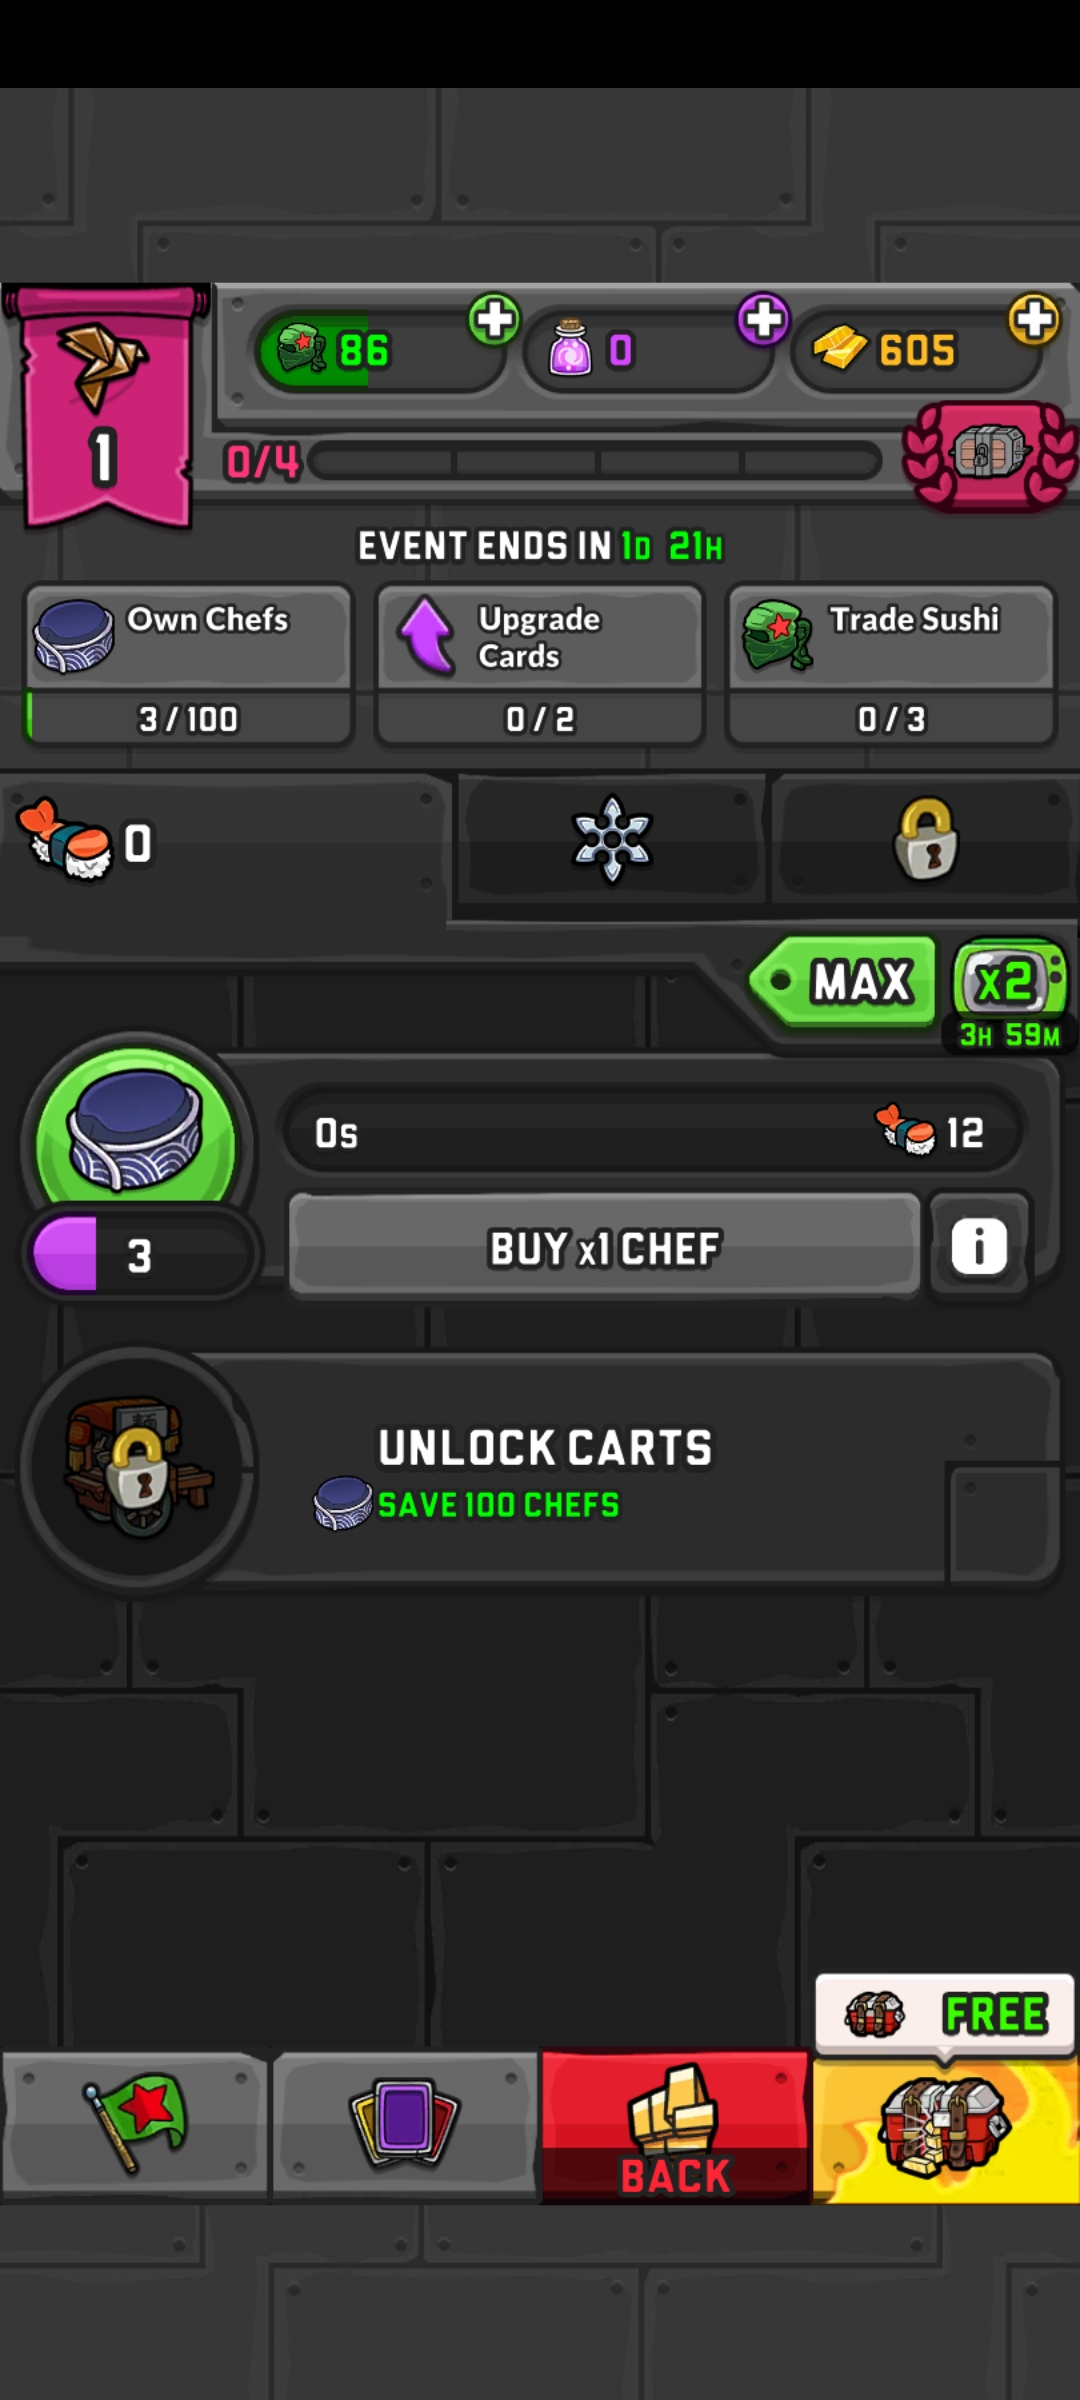 86
0
605
1
0/4
EVENT ENDS IN 1D 21H
Own Chefs
3 / 100
Upgrade
Cards
0 / 2
Trade Sushi
0 / 3
0
MAX
x2
3H 59M
0s
12
3
BUY x1 CHEF
i
UNLOCK CARTS
SAVE 100 CHEFS
FREE
BACK